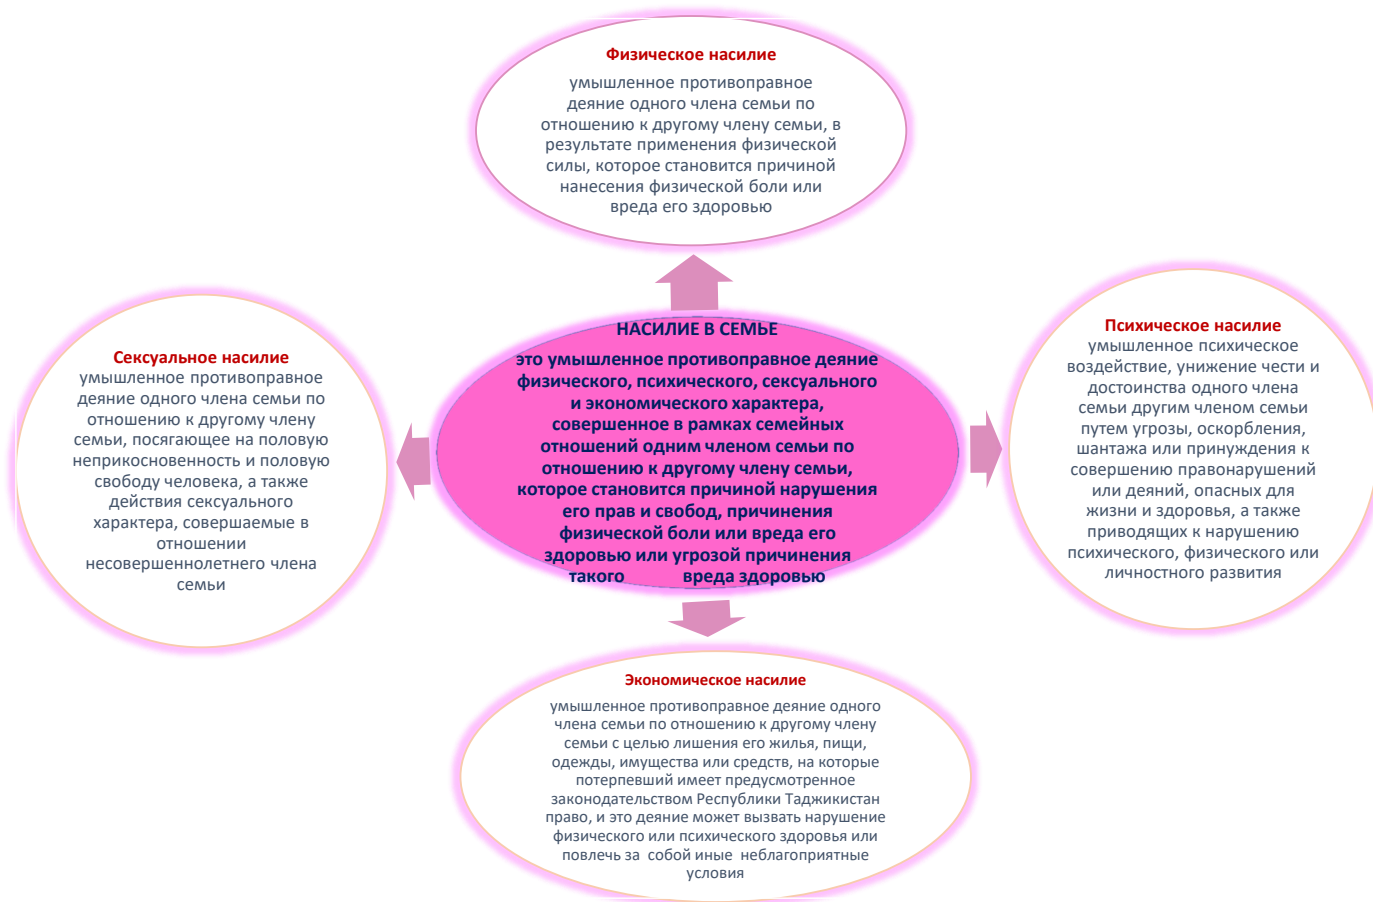 Физическое насилие
умышленное противоправное
деяние одного члена семьи по
отношению к другому члену семьи, в
результате применения физической
силы, которое становится причиной
нанесения физической боли или
вреда его здоровью
НАСИЛИЕ В СЕМЬЕ
это умышленное противоправное деяние
физического, психического, сексуального
и экономического характера,
совершенное в рамках семейных
отношений одним членом семьи по
отношению к другому члену семьи,
которое становится причиной нарушения
его прав и свобод, причинения
физической боли или вреда его
здоровью или угрозой причинения
такого вреда здоровью
Сексуальное насилие
умышленное противоправное
деяние одного члена семьи по
отношению к другому члену
семьи, посягающее на половую
неприкосновенность и половую
свободу человека, а также
действия сексуального
характера, совершаемые в
отношении
несовершеннолетнего члена
семьи
Психическое насилие
умышленное психическое
воздействие, унижение чести и
достоинства одного члена
семьи другим членом семьи
путем угрозы, оскорбления,
шантажа или принуждения к
совершению правонарушений
или деяний, опасных для
жизни и здоровья, а также
приводящих к нарушению
психического, физического или
личностного развития
Экономическое насилие
умышленное противоправное деяние одного
члена семьи по отношению к другому члену
семьи с целью лишения его жилья, пищи,
одежды, имущества или средств, на которые
потерпевший имеет предусмотренное
законодательством Республики Таджикистан
право, и это деяние может вызвать нарушение
физического или психического здоровья или
повлечь за собой иные неблагоприятные
условия